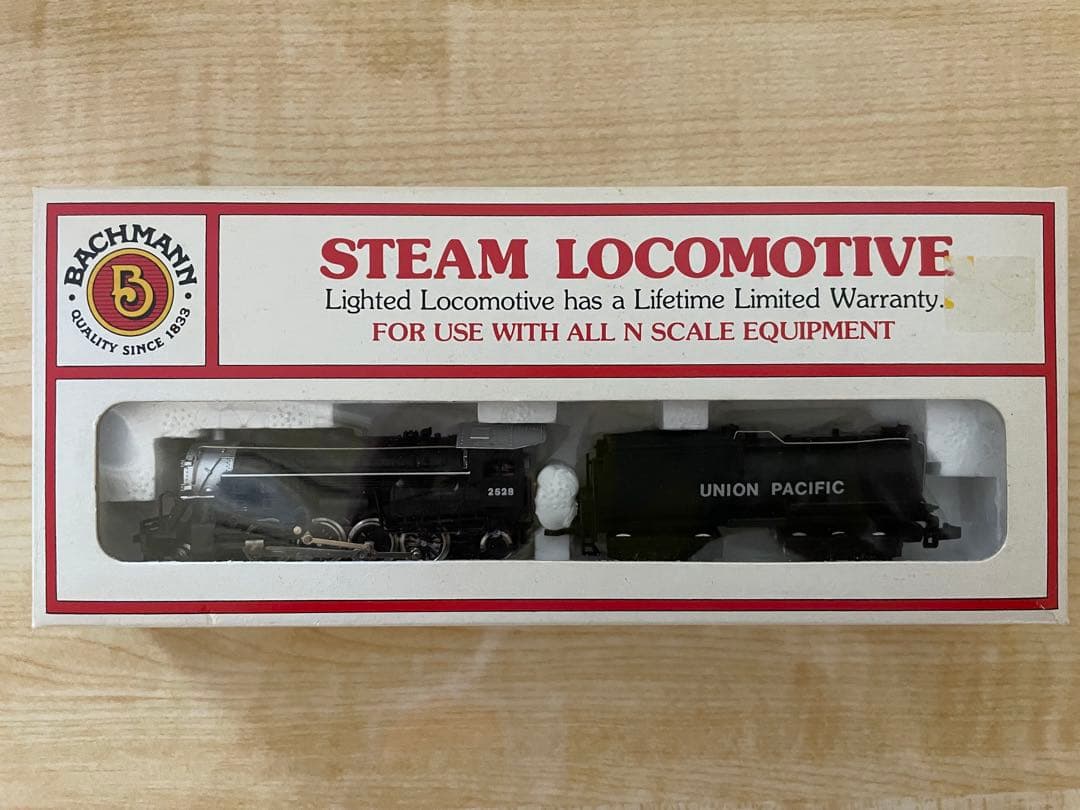 BACHMANN
B
QUALITY SINCE 1833
STEAM LOCOMOTIVE
Lighted Locomotive has a Lifetime Limited Warranty.
FOR USE WITH ALL N SCALE EQUIPMENT
2528
UNION PACIFIC